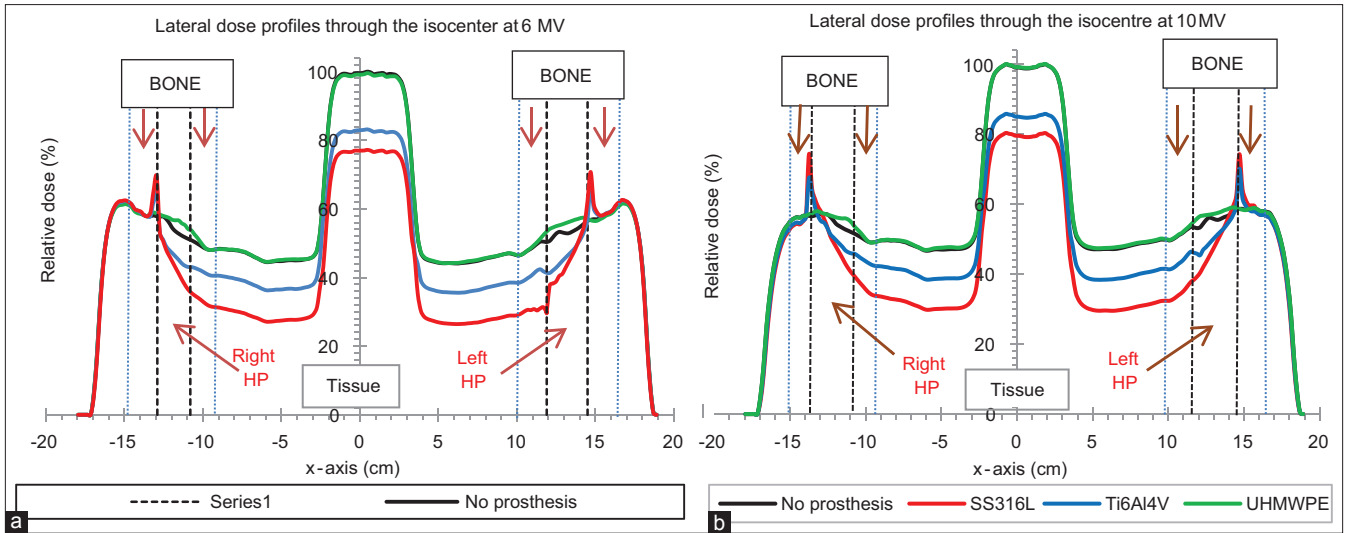 Lateral dose profiles through the isocenter at 6 MV
BONE
BONE
Relative dose (%)
100
80
60
40
20
0
Right
HP
Left
HP
Tissue
-20 -15 -10 -5 0 5 10 15 20
x-axis (cm)
Series1 No prosthesis
a
Lateral dose profiles through the isocentre at 10 MV
BONE
BONE
Relative dose (%)
100
80
60
40
20
0
Right
HP
Left
HP
Tissue
-20 -15 -10 -5 0 5 10 15 20
x-axis (cm)
No prosthesis SS316L Ti6Al4V UHMWPE
b